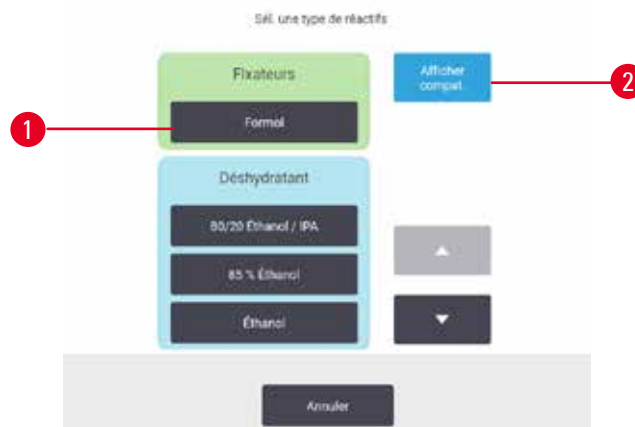 Sél. une type de réactifs
Fixateurs
Afficher
compat.
1
Formol
2
Déshydratant
80/20 Éthanol / IPA
85 % Éthanol
Éthanol
Annuler